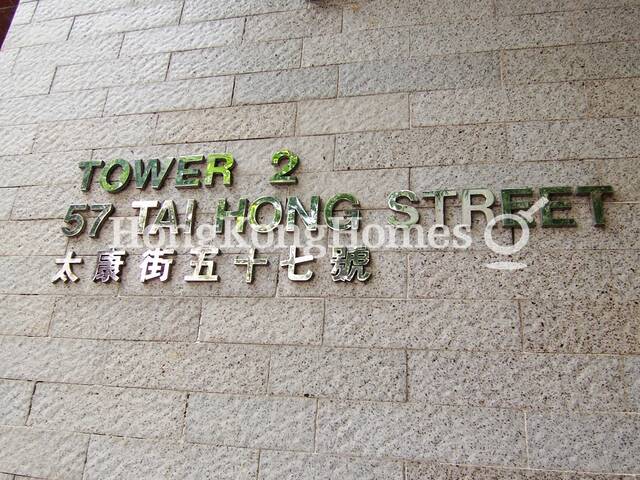 TOWER 2
57 TAI HONG STREET
HongKongHomes
太康街五十七號